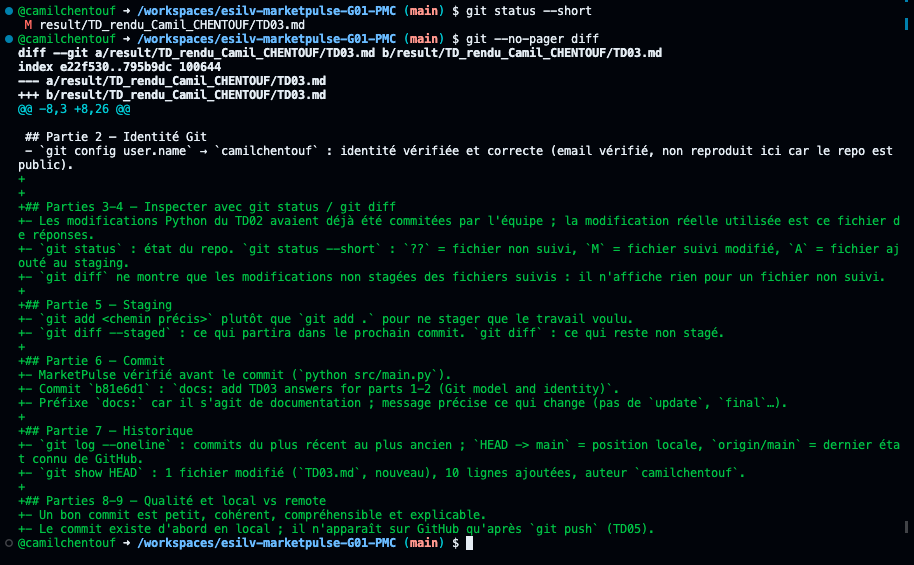 @camilchentouf → /workspaces/esilv-marketpulse-G01-PMC (main) $ git status --short
 M result/TD_rendu_Camil_CHENTOUF/TD03.md
@camilchentouf → /workspaces/esilv-marketpulse-G01-PMC (main) $ git --no-pager diff
diff --git a/result/TD_rendu_Camil_CHENTOUF/TD03.md b/result/TD_rendu_Camil_CHENTOUF/TD03.md
index e22f530..795b9dc 100644
--- a/result/TD_rendu_Camil_CHENTOUF/TD03.md
+++ b/result/TD_rendu_Camil_CHENTOUF/TD03.md
@@ -8,3 +8,26 @@
 ## Partie 2 — Identité Git
 - `git config user.name` → `camilchentouf` : identité vérifiée et correcte (email vérifié, non reproduit ici car le repo est
public).
+
+
+## Parties 3-4 — Inspecter avec git status / git diff
+- Les modifications Python du TD02 avaient déjà été commitées par l'équipe ; la modification réelle utilisée est ce fichier d
e réponses.
+- `git status` : état du repo. `git status --short` : `??` = fichier non suivi, `M` = fichier suivi modifié, `A` = fichier aj
outé au staging.
+- `git diff` ne montre que les modifications non stagées des fichiers suivis : il n'affiche rien pour un fichier non suivi.
+
+## Partie 5 — Staging
+- `git add <chemin précis>` plutôt que `git add .` pour ne stager que le travail voulu.
+- `git diff --staged` : ce qui partira dans le prochain commit. `git diff` : ce qui reste non stagé.
+
+## Partie 6 — Commit
+- MarketPulse vérifié avant le commit (`python src/main.py`).
+- Commit `b81e6d1` : `docs: add TD03 answers for parts 1-2 (Git model and identity)`.
+- Préfixe `docs:` car il s'agit de documentation ; message précise ce qui change (pas de `update`, `final`…).
+
+## Partie 7 — Historique
+- `git log --oneline` : commits du plus récent au plus ancien ; `HEAD -> main` = position locale, `origin/main` = dernier éta
t connu de GitHub.
+- `git show HEAD` : 1 fichier modifié (`TD03.md`, nouveau), 10 lignes ajoutées, auteur `camilchentouf`.
+
+## Parties 8-9 — Qualité et local vs remote
+- Un bon commit est petit, cohérent, compréhensible et explicable.
+- Le commit existe d'abord en local ; il n'apparaît sur GitHub qu'après `git push` (TD05).
@camilchentouf → /workspaces/esilv-marketpulse-G01-PMC (main) $